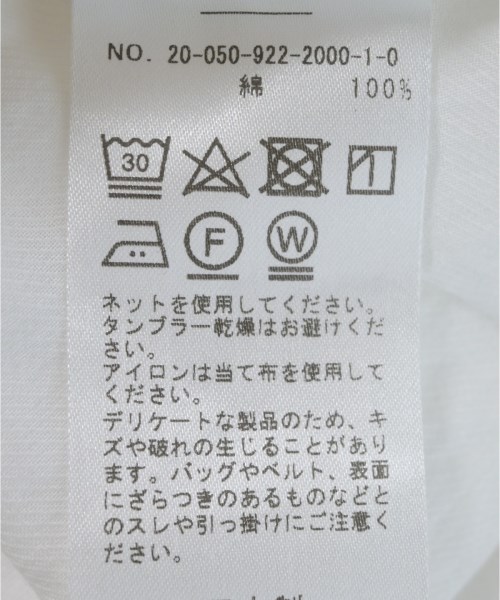 NO. 20-050-922-2000-1-0
綿 100%
30
F W
ネットを使用してください。
タンブラー乾燥はお避けくだ
さい。
アイロンは当て布を使用して
ください。
デリケートな製品のため、キ
ズや破れの生じることがあり
ます。バッグやベルト、表面
にざらつきのあるものなどと
のスレや引っ掛けにご注意く
ださい。